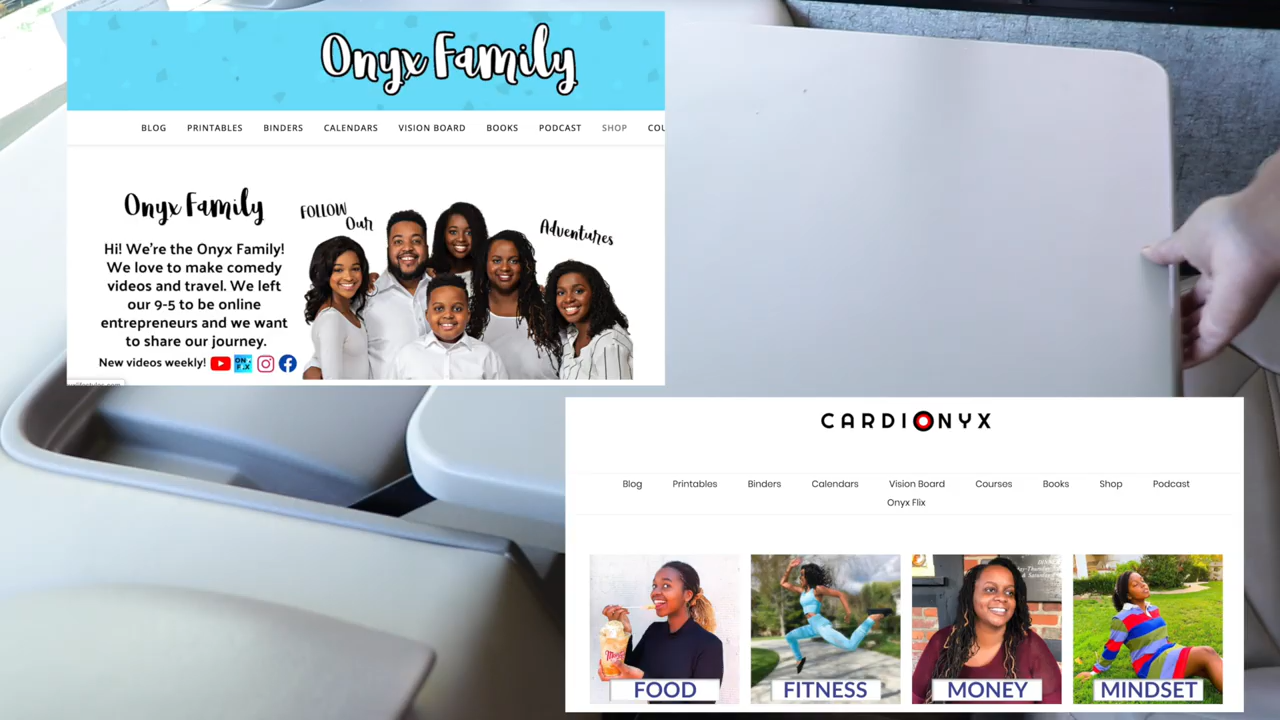 Onyx Family
BLOG PRINTABLES BINDERS CALENDARS VISION BOARD BOOKS PODCAST SHOP COU
Onyx Family
Hi! We're the Onyx Family!
We love to make comedy
videos and travel. We left
our 9-5 to be online
entrepreneurs and we want
to share our journey.
New videos weekly!
ON
FLIX
FOLLOW
Our
Adventures
CARDIONYX
Blog Printables Binders Calendars Vision Board Courses Books Shop Podcast
Onyx Flix
FOOD FITNESS MONEY MINDSET